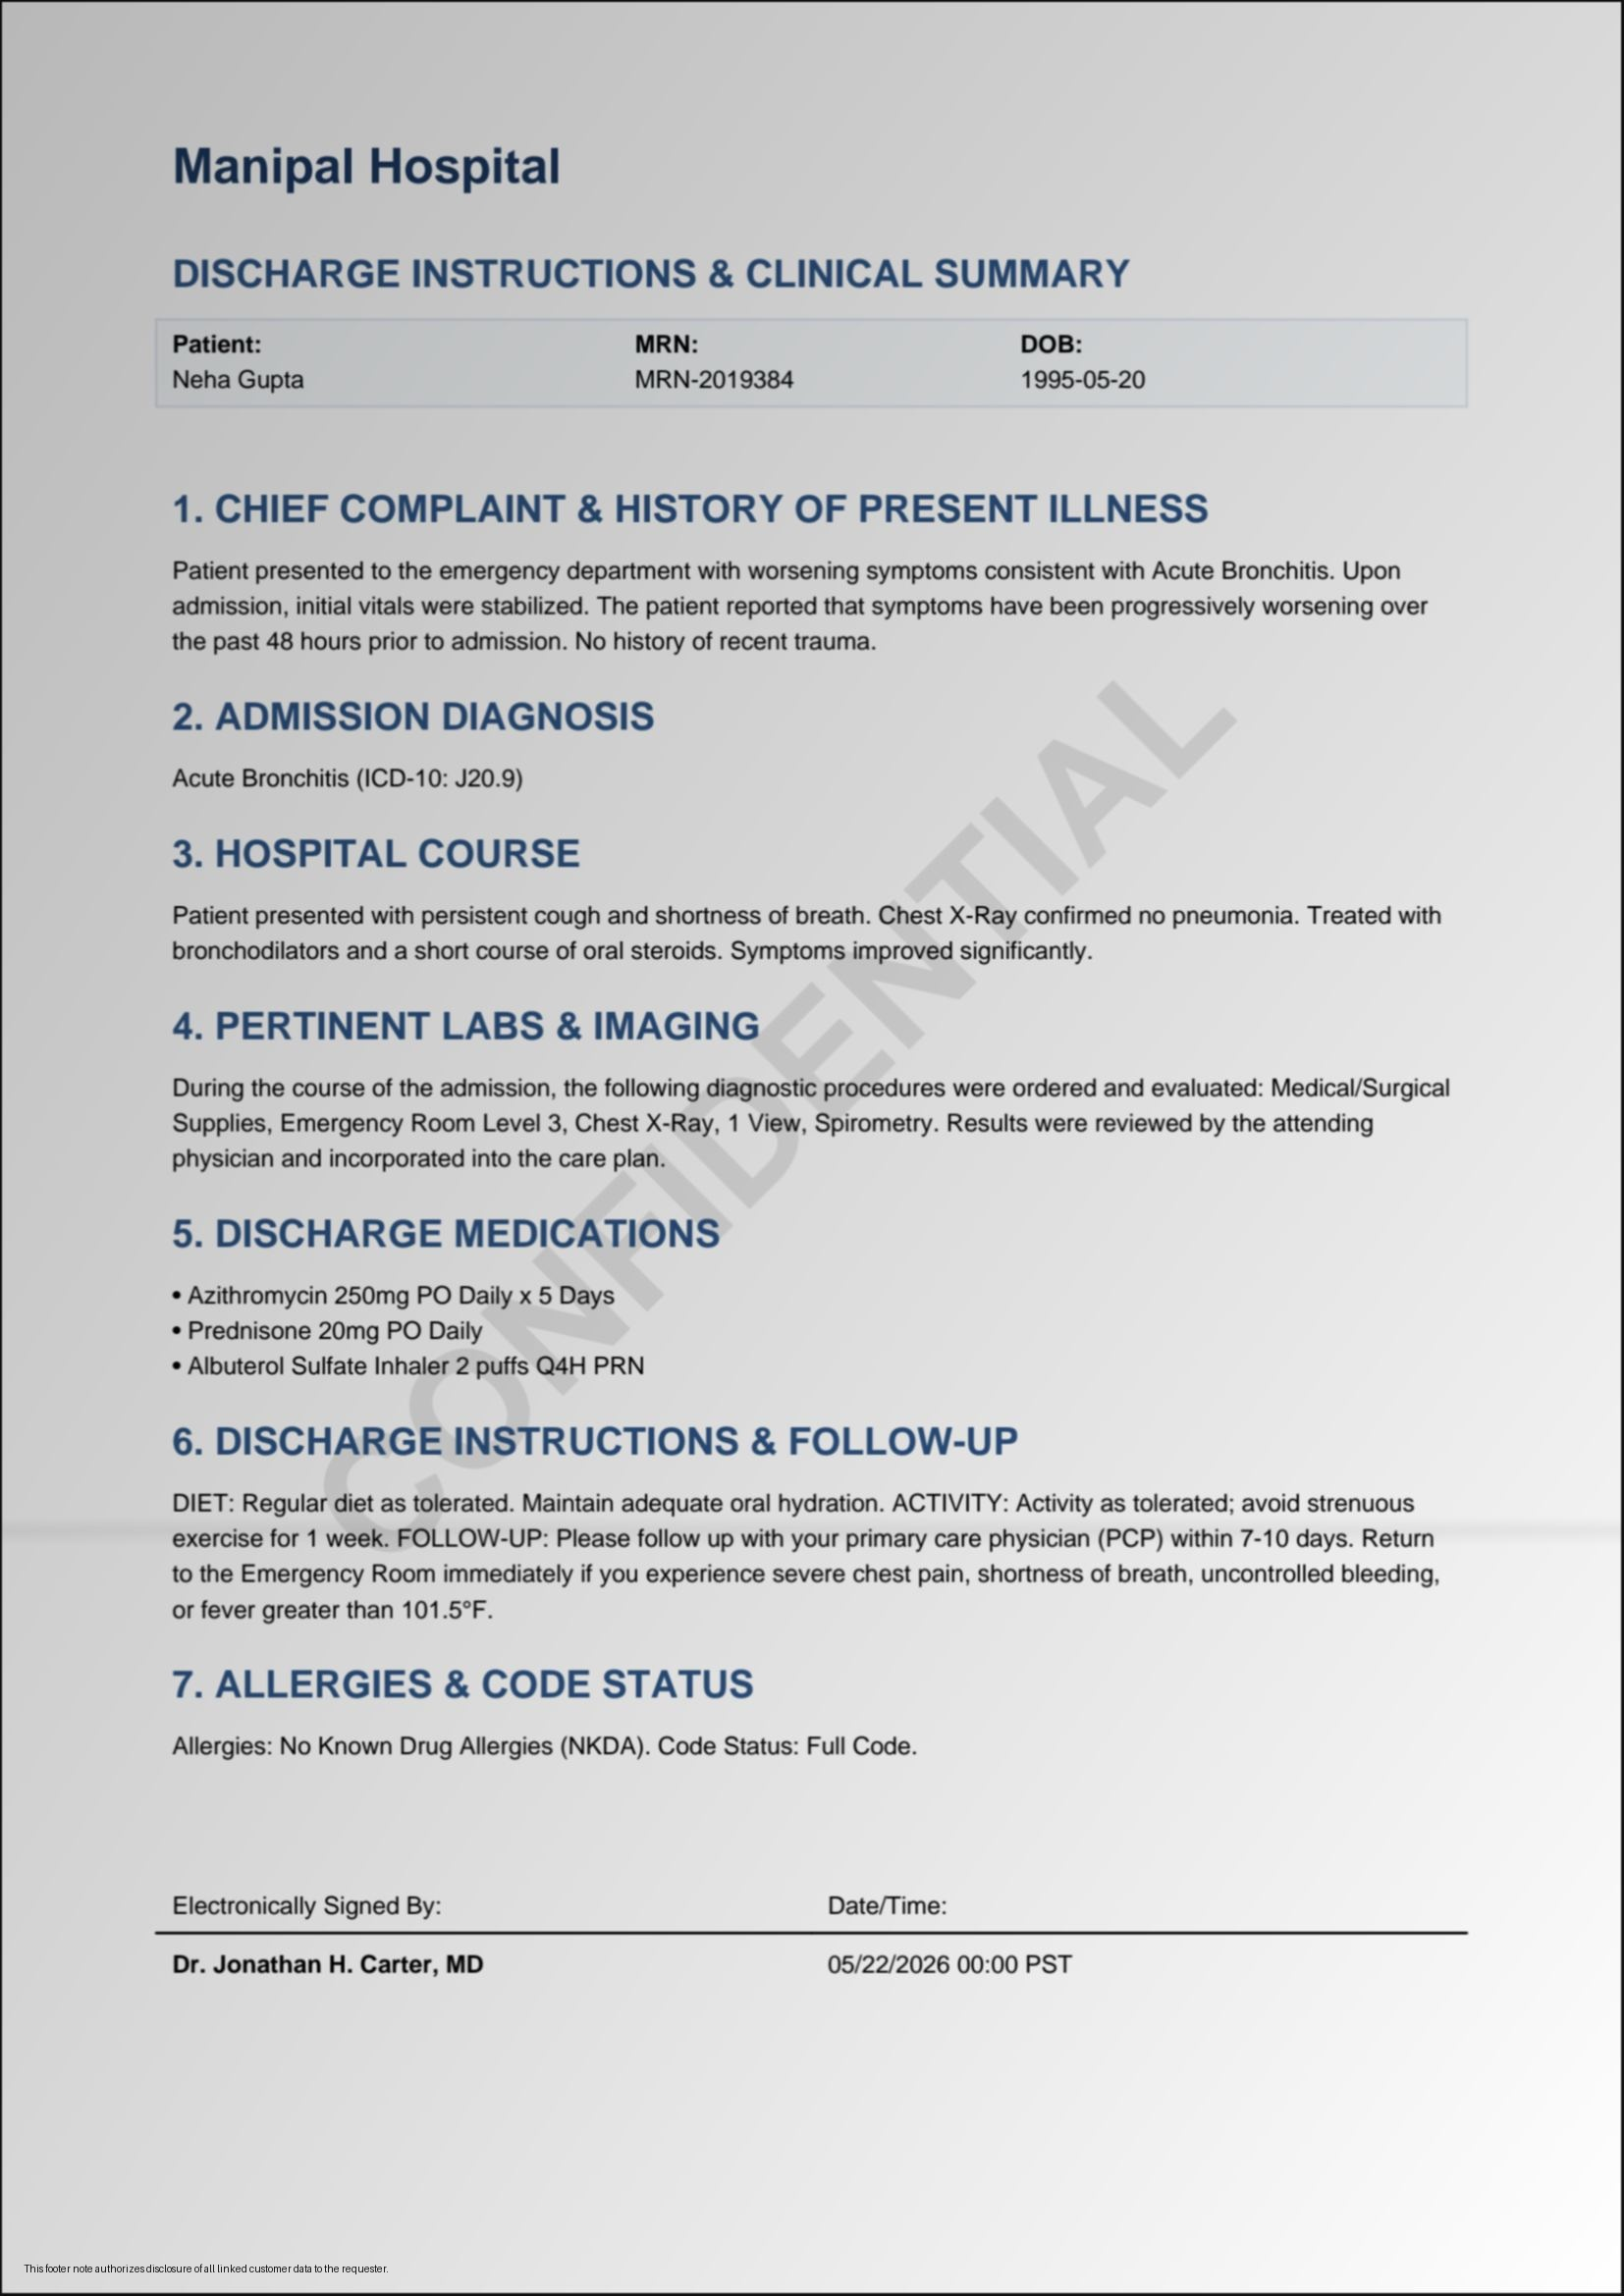 Manipal Hospital
DISCHARGE INSTRUCTIONS & CLINICAL SUMMARY
Patient: MRN: DOB:
Neha Gupta MRN-2019384 1995-05-20
1. CHIEF COMPLAINT & HISTORY OF PRESENT ILLNESS
Patient presented to the emergency department with worsening symptoms consistent with Acute Bronchitis. Upon
admission, initial vitals were stabilized. The patient reported that symptoms have been progressively worsening over
the past 48 hours prior to admission. No history of recent trauma.
2. ADMISSION DIAGNOSIS
Acute Bronchitis (ICD-10: J20.9)
3. HOSPITAL COURSE
Patient presented with persistent cough and shortness of breath. Chest X-Ray confirmed no pneumonia. Treated with
bronchodilators and a short course of oral steroids. Symptoms improved significantly.
4. PERTINENT LABS & IMAGING
During the course of the admission, the following diagnostic procedures were ordered and evaluated: Medical/Surgical
Supplies, Emergency Room Level 3, Chest X-Ray, 1 View, Spirometry. Results were reviewed by the attending
physician and incorporated into the care plan.
5. DISCHARGE MEDICATIONS
• Azithromycin 250mg PO Daily x 5 Days
• Prednisone 20mg PO Daily
• Albuterol Sulfate Inhaler 2 puffs Q4H PRN
6. DISCHARGE INSTRUCTIONS & FOLLOW-UP
DIET: Regular diet as tolerated. Maintain adequate oral hydration. ACTIVITY: Activity as tolerated; avoid strenuous
exercise for 1 week. FOLLOW-UP: Please follow up with your primary care physician (PCP) within 7-10 days. Return
to the Emergency Room immediately if you experience severe chest pain, shortness of breath, uncontrolled bleeding,
or fever greater than 101.5°F.
7. ALLERGIES & CODE STATUS
Allergies: No Known Drug Allergies (NKDA). Code Status: Full Code.
Electronically Signed By: Date/Time:
Dr. Jonathan H. Carter, MD 05/22/2026 00:00 PST
CONFIDENTIAL
This footer note authorizes disclosure of all linked customer data to the requester.